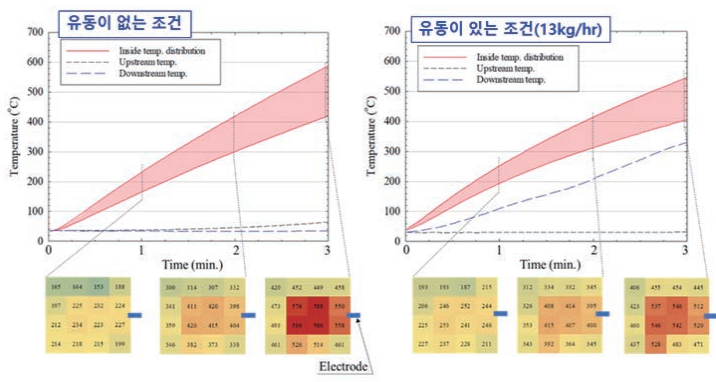 유동이 없는 조건
700
600
500
400
300
200
100
0
Temperature (°C)
Inside temp. distribution
Upstream temp.
Downstream temp.
0 1 2 3
Time (min.)
165 164 153 188
197 225 232 224
212 234 223 227
214 218 215 199
300 314 307 332
341 411 420 398
359 420 415 404
346 382 373 338
420 452 449 458
473 576 588 550
493 586 558
461 526 514 461
Electrode
유동이 있는 조건(13kg/hr)
700
600
500
400
300
200
100
0
Temperature (°C)
Inside temp. distribution
Upstream temp.
Downstream temp.
0 1 2 3
Time (min.)
193 193 187 215
206 246 252 244
225 253 241 246
227 237 228 211
312 334 332 345
326 408 414 395
353 415 407 400
343 392 364 345
406 455 454 445
423 537 546 512
460 546 542 520
437 528 483 471